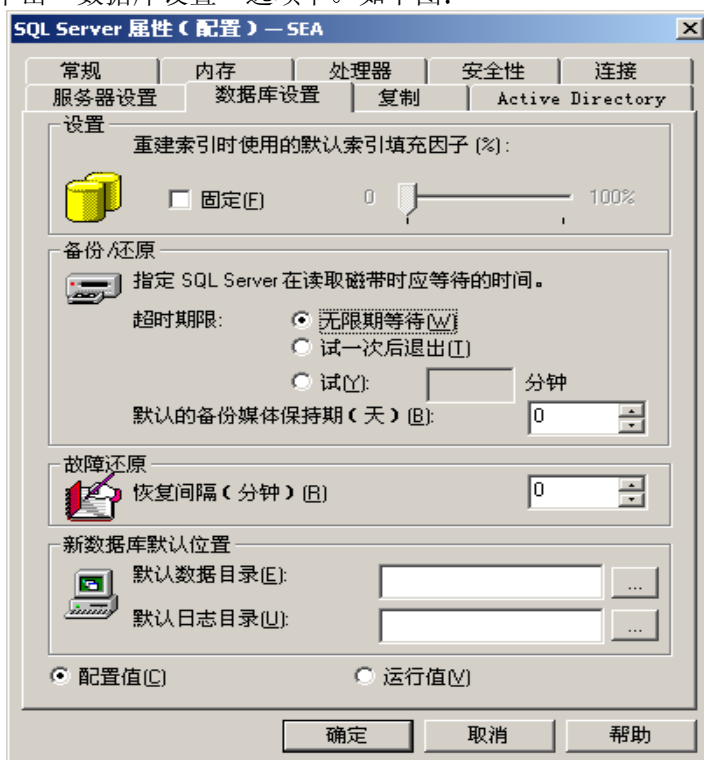 SQL Server 属性（配置）— SEA
常规 内存 处理器 安全性 连接
服务器设置 数据库设置 复制 Active Directory
设置
重建索引时使用的默认索引填充因子 (%):
固定(F) 0 100%
备份/还原
指定 SQL Server 在读取磁带时应等待的时间。
超时期限: 无限期等待(W)
试一次后退出(T)
试(Y): 分钟
默认的备份媒体保持期（天）(B): 0
故障还原
恢复间隔（分钟）(R) 0
新数据库默认位置
默认数据目录(E): ...
默认日志目录(U): ...
配置值(C) 运行值(V)
确定 取消 帮助